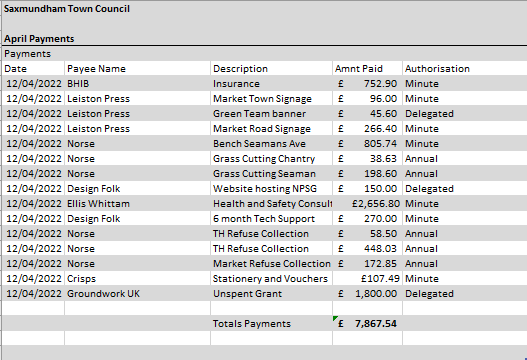 Saxmundham Town Council
April Payments
Payments
Date Payee Name Description Amnt Paid Authorisation
12/04/2022 BHIB Insurance £ 752.90 Minute
12/04/2022 Leiston Press Market Town Signage £ 96.00 Minute
12/04/2022 Leiston Press Green Team banner £ 45.60 Delegated
12/04/2022 Leiston Press Market Road Signage £ 266.40 Minute
12/04/2022 Norse Bench Seamans Ave £ 805.74 Minute
12/04/2022 Norse Grass Cutting Chantry £ 38.63 Annual
12/04/2022 Norse Grass Cutting Seaman £ 198.60 Annual
12/04/2022 Design Folk Website hosting NPSG £ 150.00 Delegated
12/04/2022 Ellis Whittam Health and Safety Consult £2,656.80 Minute
12/04/2022 Design Folk 6 month Tech Support £ 270.00 Minute
12/04/2022 Norse TH Refuse Collection £ 58.50 Annual
12/04/2022 Norse TH Refuse Collection £ 448.03 Annual
12/04/2022 Norse Market Refuse Collection £ 172.85 Annual
12/04/2022 Crisps Stationery and Vouchers £107.49 Minute
12/04/2022 Groundwork UK Unspent Grant £ 1,800.00 Delegated
Totals Payments £ 7,867.54